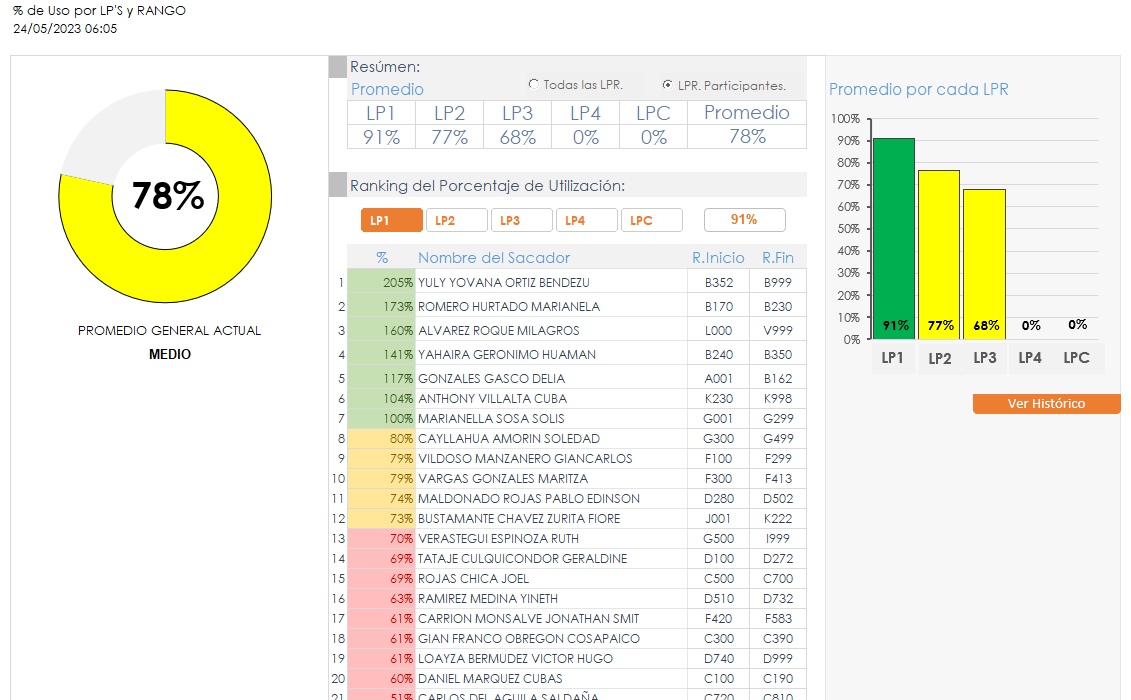 % de Uso por LP'S y RANGO
24/05/2023 06:05
78%
PROMEDIO GENERAL ACTUAL
MEDIO
Resúmen:
Promedio
Todas las LPR.
LPR. Participantes.
LP1 LP2 LP3 LP4 LPC Promedio
91% 77% 68% 0% 0% 78%
Ranking del Porcentaje de Utilización:
LP1 LP2 LP3 LP4 LPC 91%
% Nombre del Sacador R.Inicio R.Fin
1 205% YULY YOVANA ORTIZ BENDEZU B352 B999
2 173% ROMERO HURTADO MARIANELA B170 B230
3 160% ALVAREZ ROQUE MILAGROS L000 V999
4 141% YAHAIRA GERONIMO HUAMAN B240 B350
5 117% GONZALES GASCO DELIA A001 B162
6 104% ANTHONY VILLALTA CUBA K230 K998
7 100% MARIANELLA SOSA SOLIS G001 G299
8 80% CAYLLAHUA AMORIN SOLEDAD G300 G499
9 79% VILDOSO MANZANERO GIANCARLOS F100 F299
10 79% VARGAS GONZALES MARITZA F300 F413
11 74% MALDONADO ROJAS PABLO EDINSON D280 D502
12 73% BUSTAMANTE CHAVEZ ZURITA FIORE J001 K222
13 70% VERASTEGUI ESPINOZA RUTH G500 I999
14 69% TATAJE CULQUICONDOR GERALDINE D100 D272
15 69% ROJAS CHICA JOEL C500 C700
16 63% RAMIREZ MEDINA YINETH D510 D732
17 61% CARRION MONSALVE JONATHAN SMIT F420 F583
18 61% GIAN FRANCO OBREGON COSAPAICO C300 C390
19 61% LOAYZA BERMUDEZ VICTOR HUGO D740 D999
20 60% DANIEL MARQUEZ CUBAS C100 C190
21 51% CARLOS DEL AGUILA SALDAÑA C720 C810
Promedio por cada LPR
100%
90%
80%
70%
60%
50%
40%
30%
20%
10%
0%
91% 77% 68% 0% 0%
LP1 LP2 LP3 LP4 LPC
Ver Histórico